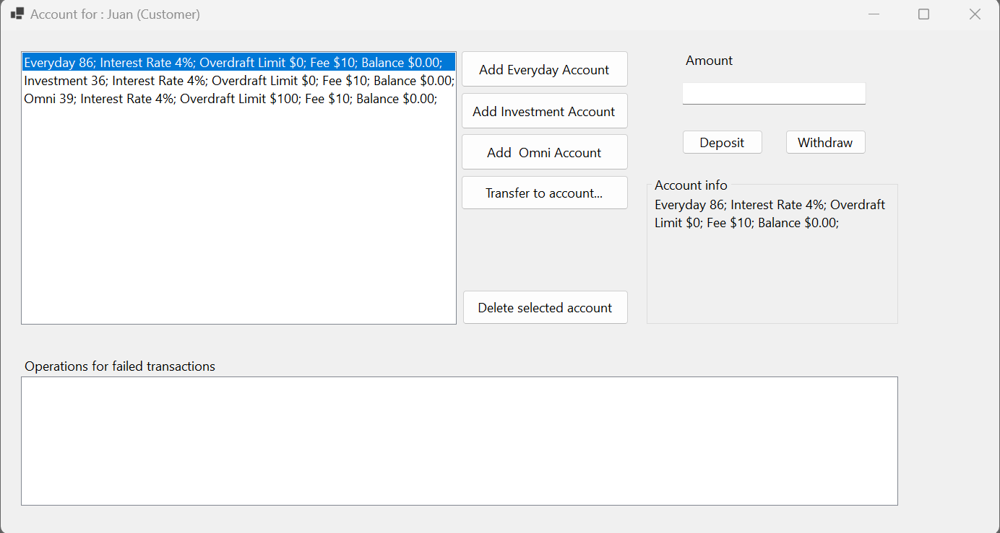 Account for : Juan (Customer)
Everyday 86; Interest Rate 4%; Overdraft Limit $0; Fee $10; Balance $0.00;
Investment 36; Interest Rate 4%; Overdraft Limit $0; Fee $10; Balance $0.00;
Omni 39; Interest Rate 4%; Overdraft Limit $100; Fee $10; Balance $0.00;
Add Everyday Account
Add Investment Account
Add  Omni Account
Transfer to account...
Delete selected account
Amount
Deposit
Withdraw
Account info
Everyday 86; Interest Rate 4%; Overdraft
Limit $0; Fee $10; Balance $0.00;
Operations for failed transactions